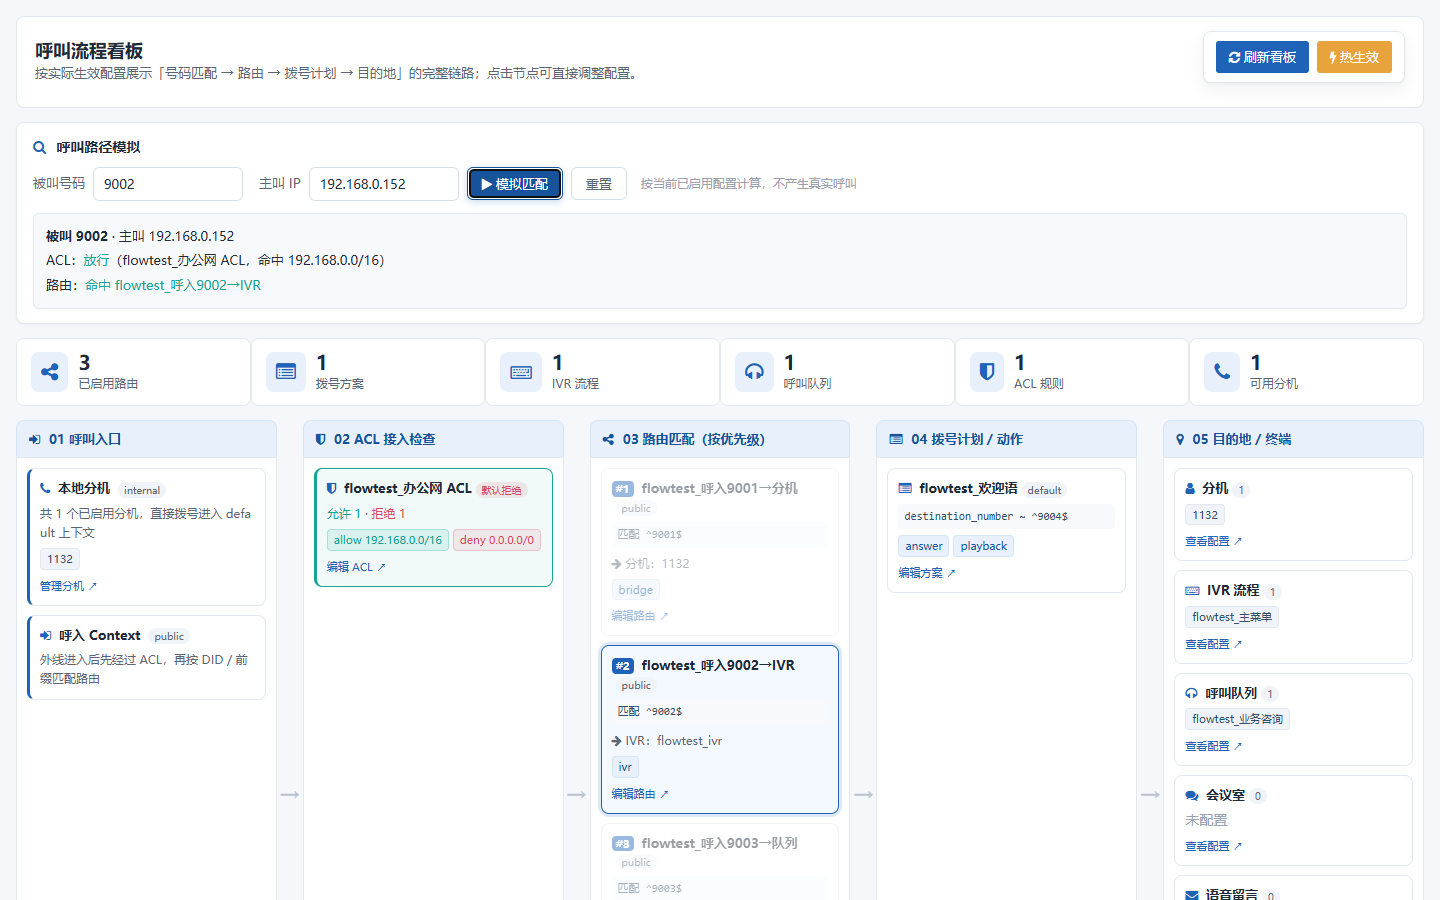 呼叫流程看板
按实际生效配置展示「号码匹配 → 路由 → 拨号计划 → 目的地」的完整链路；点击节点可直接调整配置。
刷新看板
热生效
呼叫路径模拟
被叫号码
9002
主叫 IP
192.168.0.152
模拟匹配
重置
按当前已启用配置计算，不产生真实呼叫
被叫 9002 · 主叫 192.168.0.152
ACL：放行（flowtest_办公网 ACL，命中 192.168.0.0/16）
路由：命中 flowtest_呼入9002→IVR
3
已启用路由
1
拨号方案
1
IVR 流程
1
呼叫队列
1
ACL 规则
1
可用分机
01 呼叫入口
本地分机 internal
共 1 个已启用分机，直接拨号进入 defa
ult 上下文
1132
管理分机 ↗
呼入 Context public
外线进入后先经过 ACL，再按 DID / 前
缀匹配路由
→
02 ACL 接入检查
flowtest_办公网 ACL 默认拒绝
允许 1 · 拒绝 1
allow 192.168.0.0/16 deny 0.0.0.0/0
编辑 ACL ↗
→
03 路由匹配（按优先级）
#1 flowtest_呼入9001→分机
public
匹配 ^9001$
→ 分机：1132
bridge
编辑路由 ↗
#2 flowtest_呼入9002→IVR
public
匹配 ^9002$
→ IVR：flowtest_ivr
ivr
编辑路由 ↗
#3 flowtest_呼入9003→队列
public
匹配 ^9003$
→
04 拨号计划 / 动作
flowtest_欢迎语 default
destination_number ~ ^9004$
answer playback
编辑方案 ↗
→
05 目的地 / 终端
分机 1
1132
查看配置 ↗
IVR 流程 1
flowtest_主菜单
查看配置 ↗
呼叫队列 1
flowtest_业务咨询
查看配置 ↗
会议室 0
未配置
查看配置 ↗
语音留言 0